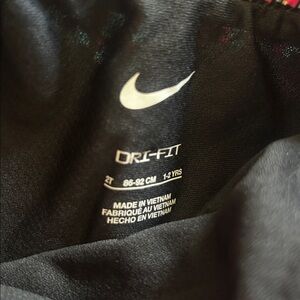 DRI-FIT
2T 86-92 CM 1-2 YRS
MADE IN VIETNAM
FABRIQUÉ AU VIETNAM
HECHO EN VIETNAM